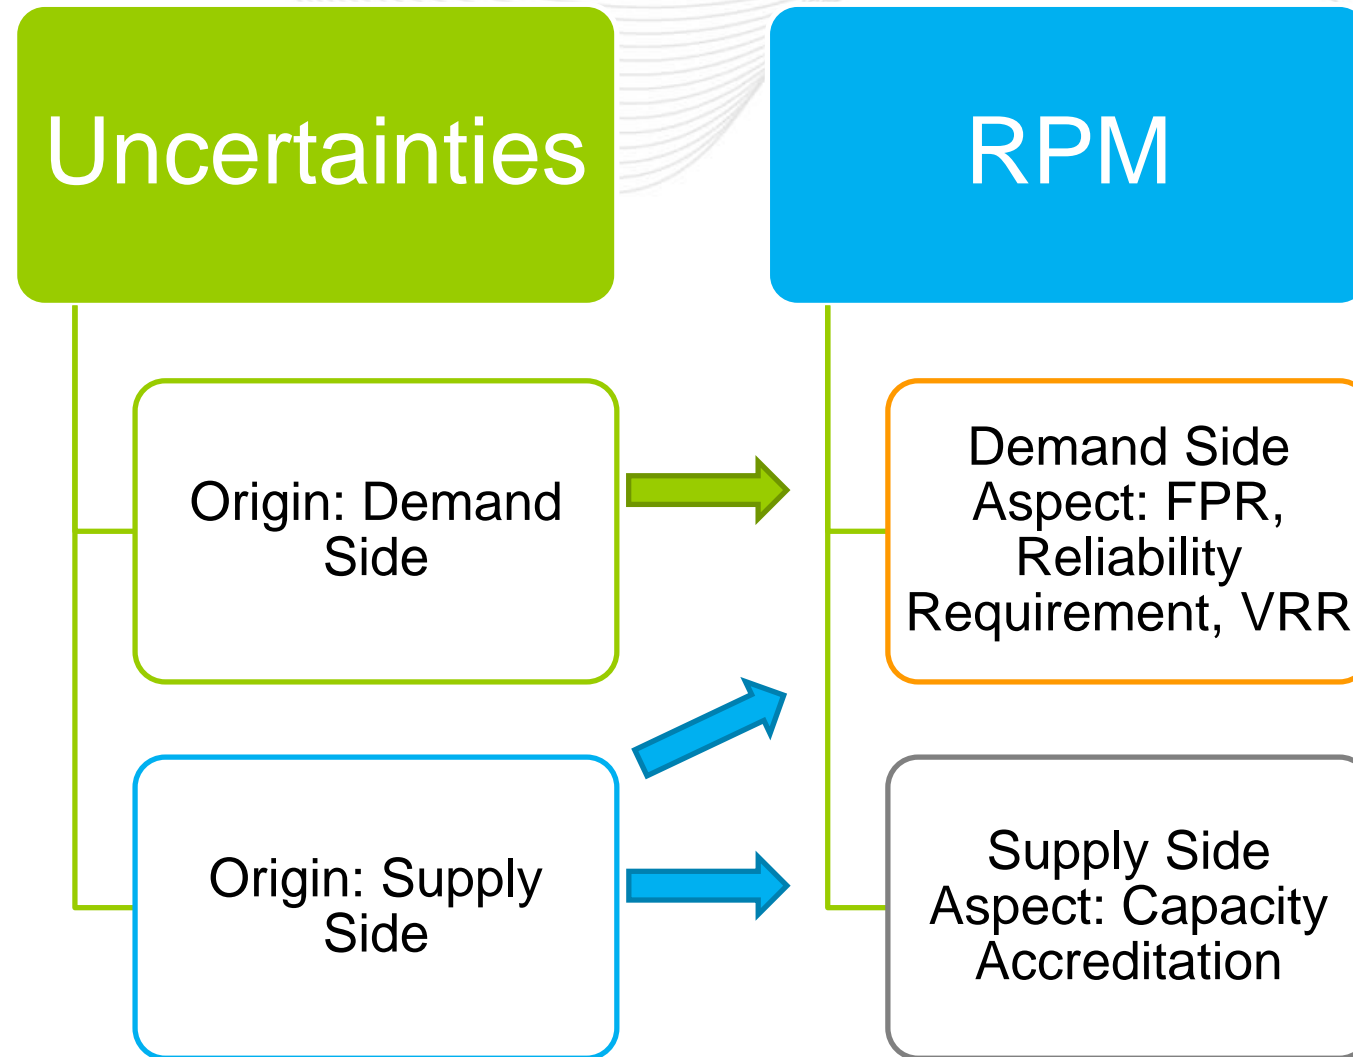 Uncertainties
RPM
Origin: Demand
Side
Demand Side
Aspect: FPR,
Reliability
Requirement, VRR
Origin: Supply
Side
Supply Side
Aspect: Capacity
Accreditation